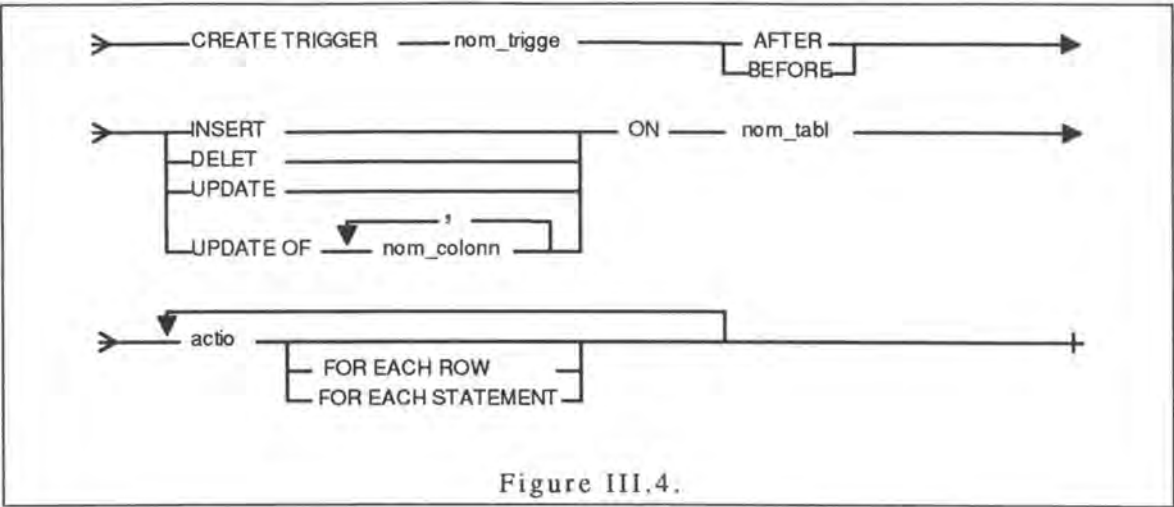 CREATE TRIGGER nom_trigge AFTER
BEFORE
INSERT ON nom_tabl
DELET
UPDATE
,
UPDATE OF nom_colonn
actio
FOR EACH ROW
FOR EACH STATEMENT
Figure III.4.